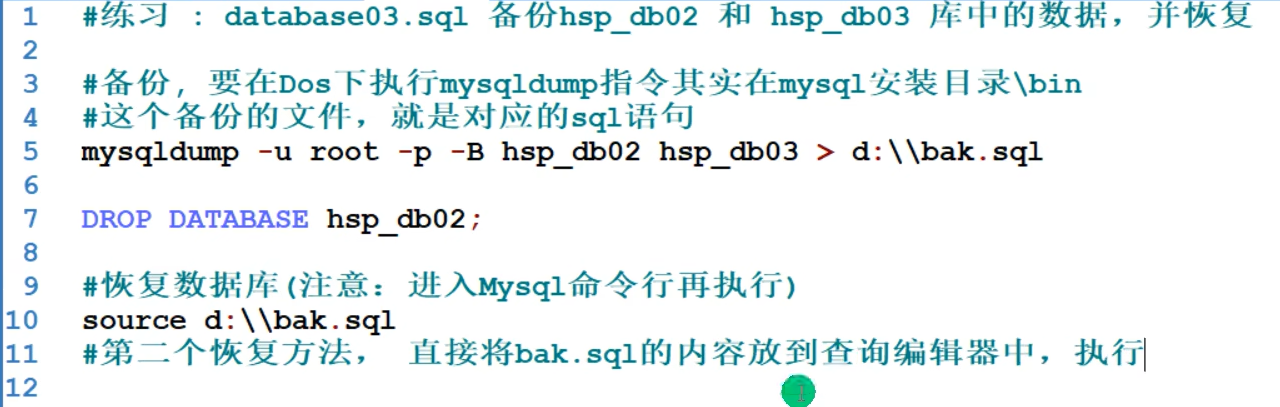 1 #练习 : database03.sql 备份hsp_db02 和 hsp_db03 库中的数据，并恢复
2
3 #备份, 要在Dos下执行mysqldump指令其实在mysql安装目录\bin
4 #这个备份的文件，就是对应的sql语句
5 mysqldump -u root -p -B hsp_db02 hsp_db03 > d:\\bak.sql
6
7 DROP DATABASE hsp_db02;
8
9 #恢复数据库(注意：进入Mysql命令行再执行)
10 source d:\\bak.sql
11 #第二个恢复方法， 直接将bak.sql的内容放到查询编辑器中，执行
12